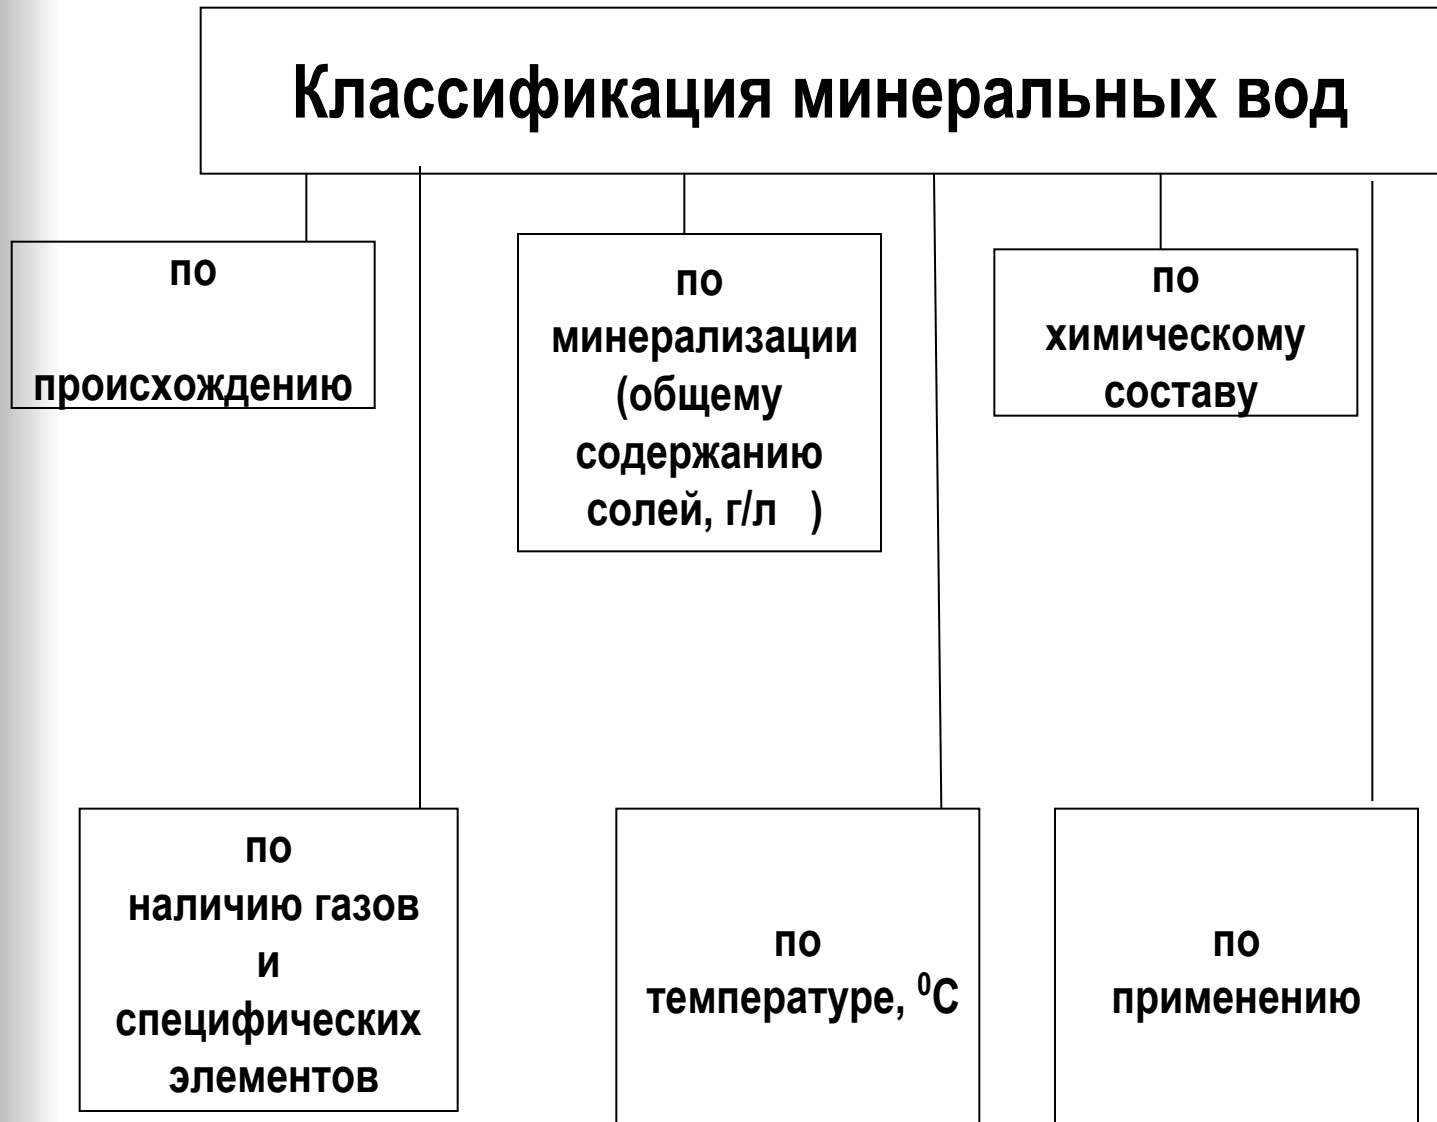 Классификация минеральных вод
по
происхождению
по
минерализации
(общему
содержанию
солей, г/л )
по
химическому
составу
по
наличию газов
и
специфических
элементов
по
температуре, ⁰С
по
применению